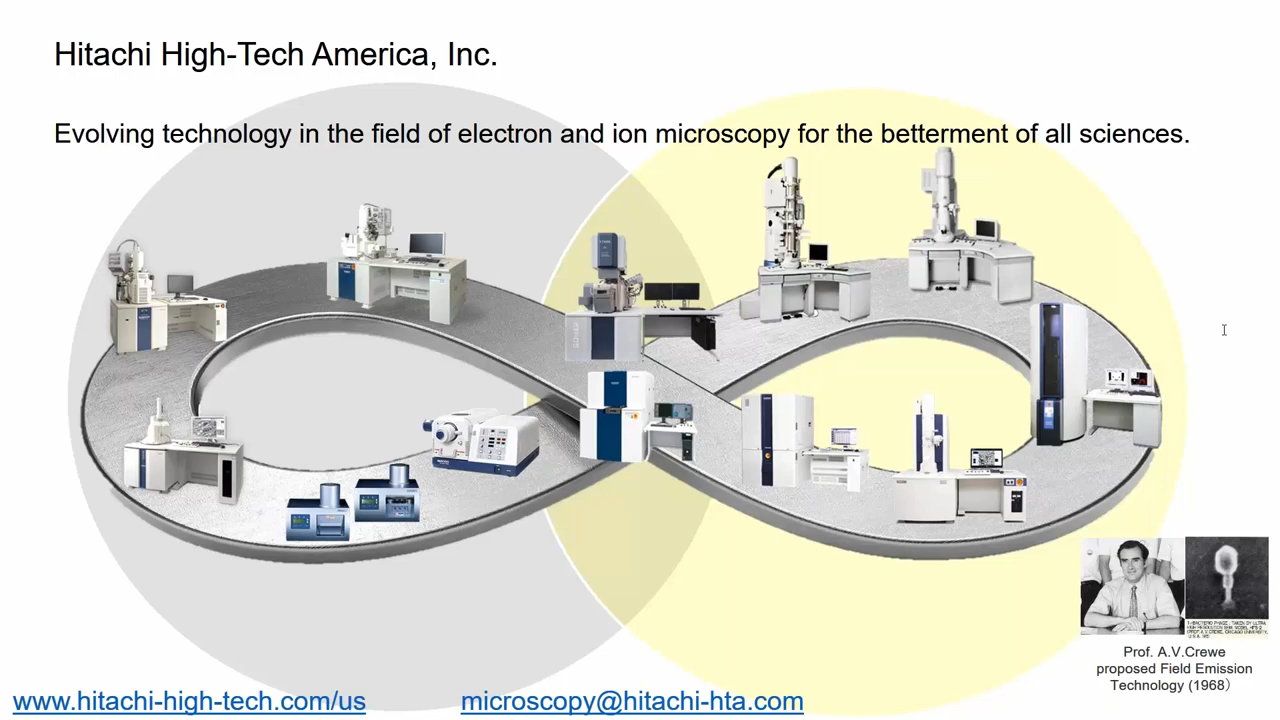 Hitachi High-Tech America, Inc.
Evolving technology in the field of electron and ion microscopy for the betterment of all sciences.
Prof. A.V.Crewe
proposed Field Emission
Technology (1968)
www.hitachi-high-tech.com/us
microscopy@hitachi-hta.com